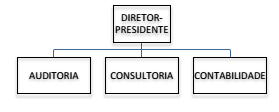 DIRETOR-
PRESIDENTE
AUDITORIA
CONSULTORIA
CONTABILIDADE